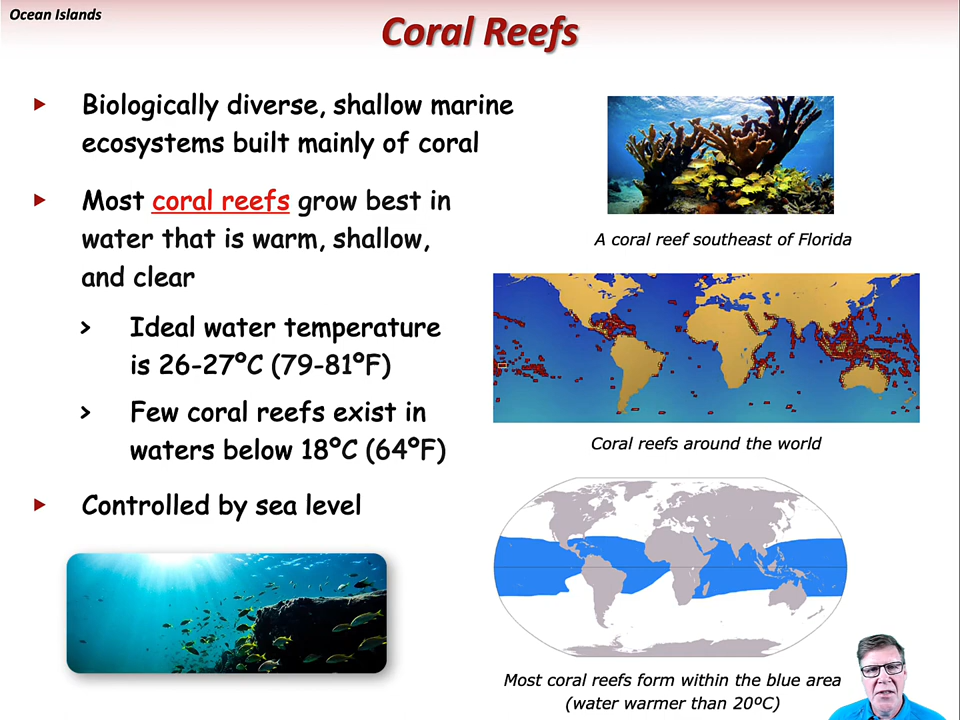 Ocean Islands
Coral Reefs
Biologically diverse, shallow marine
ecosystems built mainly of coral
Most coral reefs grow best in
water that is warm, shallow,
and clear
> Ideal water temperature
is 26-27ºC (79-81ºF)
> Few coral reefs exist in
waters below 18ºC (64ºF)
Controlled by sea level
A coral reef southeast of Florida
Coral reefs around the world
Most coral reefs form within the blue area
(water warmer than 20ºC)